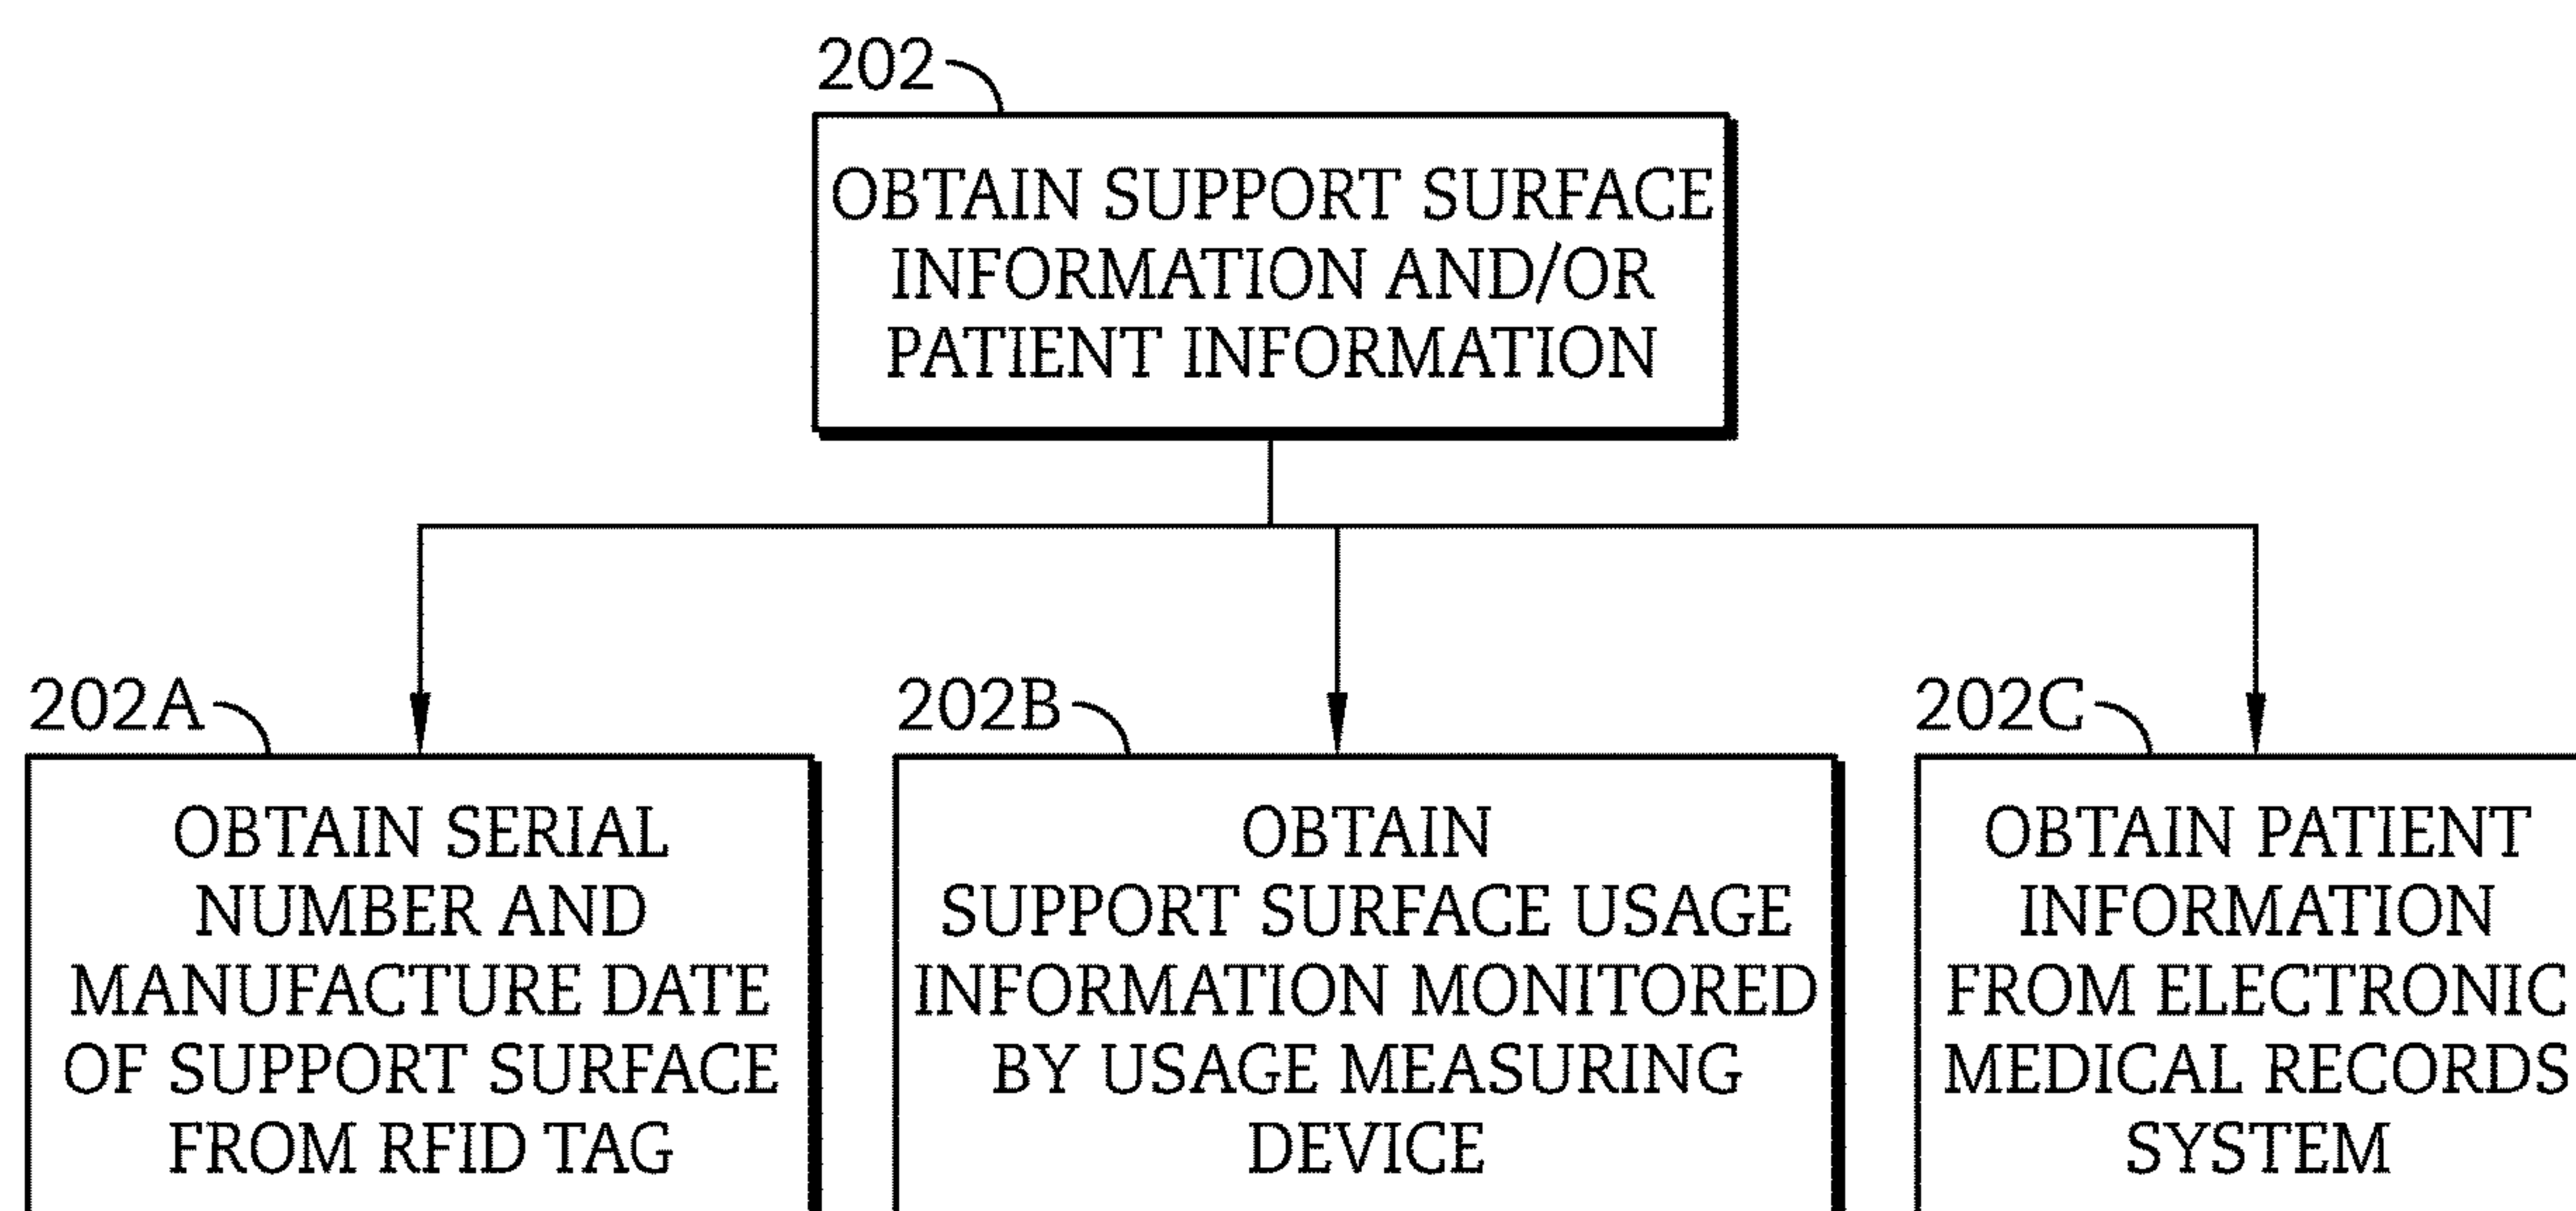 202
OBTAIN SUPPORT SURFACE
INFORMATION AND/OR
PATIENT INFORMATION
202A
OBTAIN SERIAL
NUMBER AND
MANUFACTURE DATE
OF SUPPORT SURFACE
FROM RFID TAG
202B
OBTAIN
SUPPORT SURFACE USAGE
INFORMATION MONITORED
BY USAGE MEASURING
DEVICE
202C
OBTAIN PATIENT
INFORMATION
FROM ELECTRONIC
MEDICAL RECORDS
SYSTEM